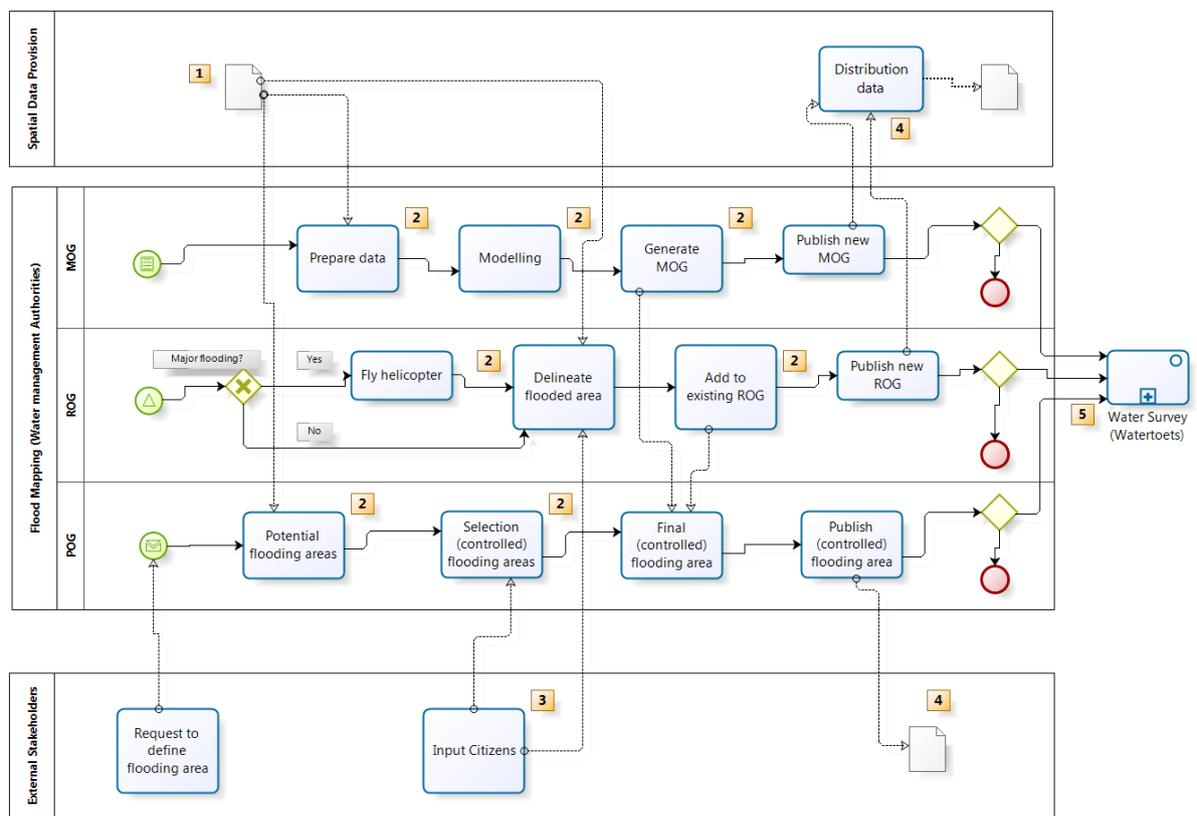 Spatial Data Provision
1
Distribution
data
4
Flood Mapping (Water management Authorities)
MOG
Prepare data
2
Modelling
2
Generate
MOG
2
Publish new
MOG
ROG
Major flooding?
Yes
No
Fly helicopter
2
Delineate
flooded area
Add to
existing ROG
2
Publish new
ROG
5
Water Survey
(Watertoets)
POG
Potential
flooding areas
2
Selection
(controlled)
flooding areas
2
Final
(controlled)
flooding area
Publish
(controlled)
flooding area
External Stakeholders
Request to
define
flooding area
Input Citizens
3
4